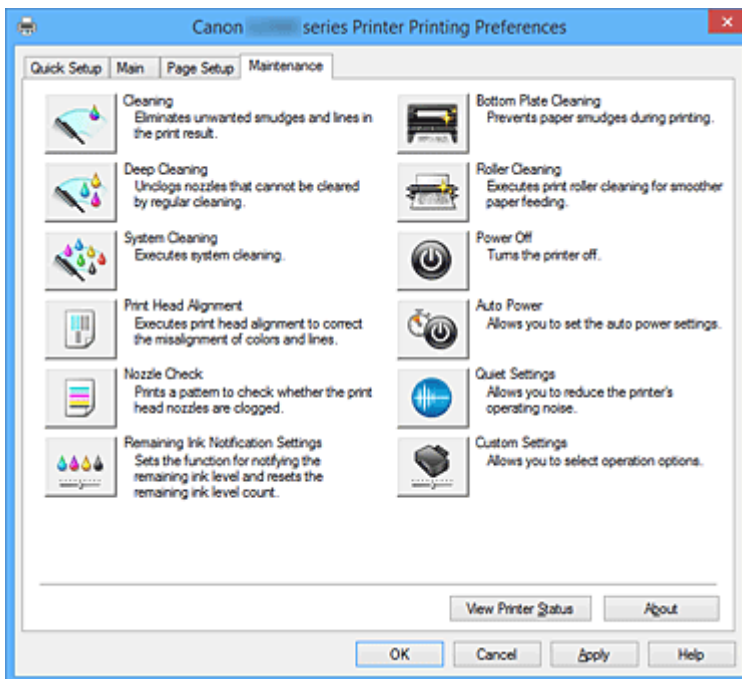 Canon series Printer Printing Preferences
Quick Setup Main Page Setup Maintenance
Cleaning
Eliminates unwanted smudges and lines in
the print result.
Deep Cleaning
Unclogs nozzles that cannot be cleared
by regular cleaning.
System Cleaning
Executes system cleaning.
Print Head Alignment
Executes print head alignment to correct
the misalignment of colors and lines.
Nozzle Check
Prints a pattern to check whether the print
head nozzles are clogged.
Remaining Ink Notification Settings
Sets the function for notifying the
remaining ink level and resets the
remaining ink level count.
Bottom Plate Cleaning
Prevents paper smudges during printing.
Roller Cleaning
Executes print roller cleaning for smoother
paper feeding.
Power Off
Turns the printer off.
Auto Power
Allows you to set the auto power settings.
Quiet Settings
Allows you to reduce the printer's
operating noise.
Custom Settings
Allows you to select operation options.
View Printer Status About
OK Cancel Apply Help